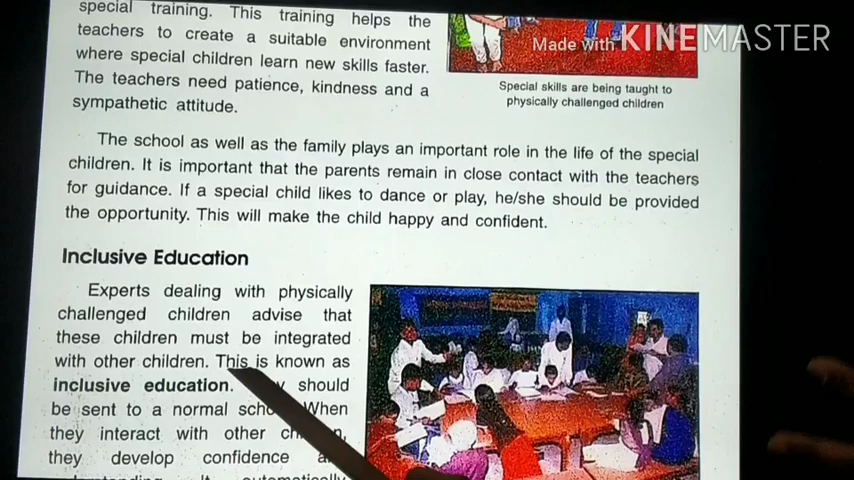 special training. This training helps the
teachers to create a suitable environment
where special children learn new skills faster.
The teachers need patience, kindness and a
sympathetic attitude.
Made with KINEMASTER
Special skills are being taught to
physically challenged children
The school as well as the family plays an important role in the life of the special
children. It is important that the parents remain in close contact with the teachers
for guidance. If a special child likes to dance or play, he/she should be provided
the opportunity. This will make the child happy and confident.
Inclusive Education
Experts dealing with physically
challenged children advise that
these children must be integrated
with other children. This is known as
inclusive education. should
be sent to a normal When
they interact with other
they develop confidence
It automatically